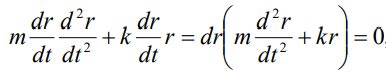 m dr/dt d²r/dt² + k dr/dt r = dr(m d²r/dt² + kr) = 0.